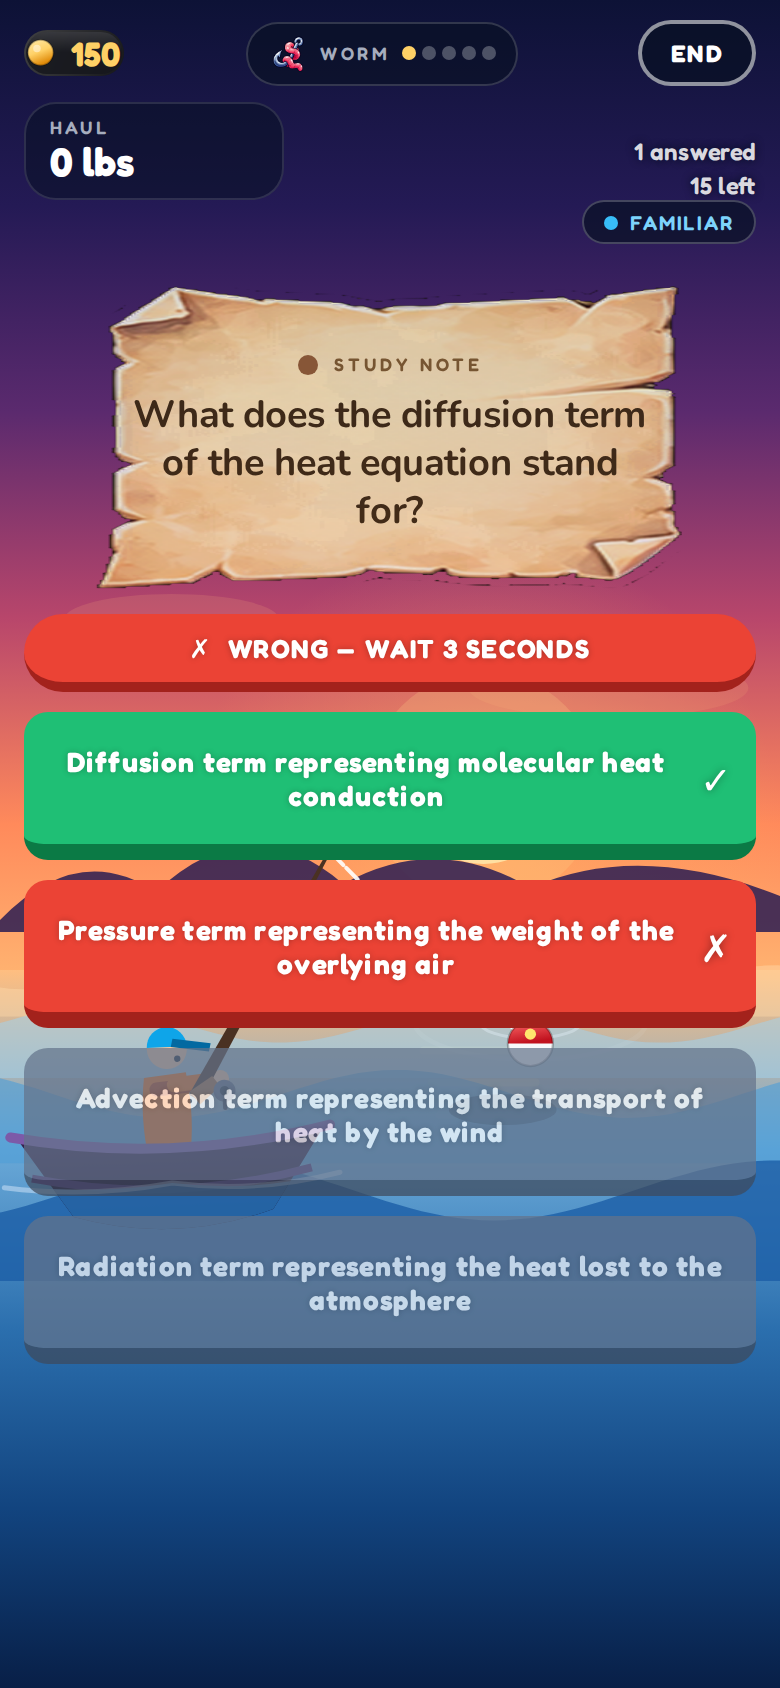 150
WORM
END
HAUL
0 lbs
1 answered
15 left
FAMILIAR
STUDY NOTE
What does the diffusion term
of the heat equation stand
for?
✗ WRONG – WAIT 3 SECONDS
Diffusion term representing molecular heat
conduction
✓
Pressure term representing the weight of the
overlying air
✗
Advection term representing the transport of
heat by the wind
Radiation term representing the heat lost to the
atmosphere